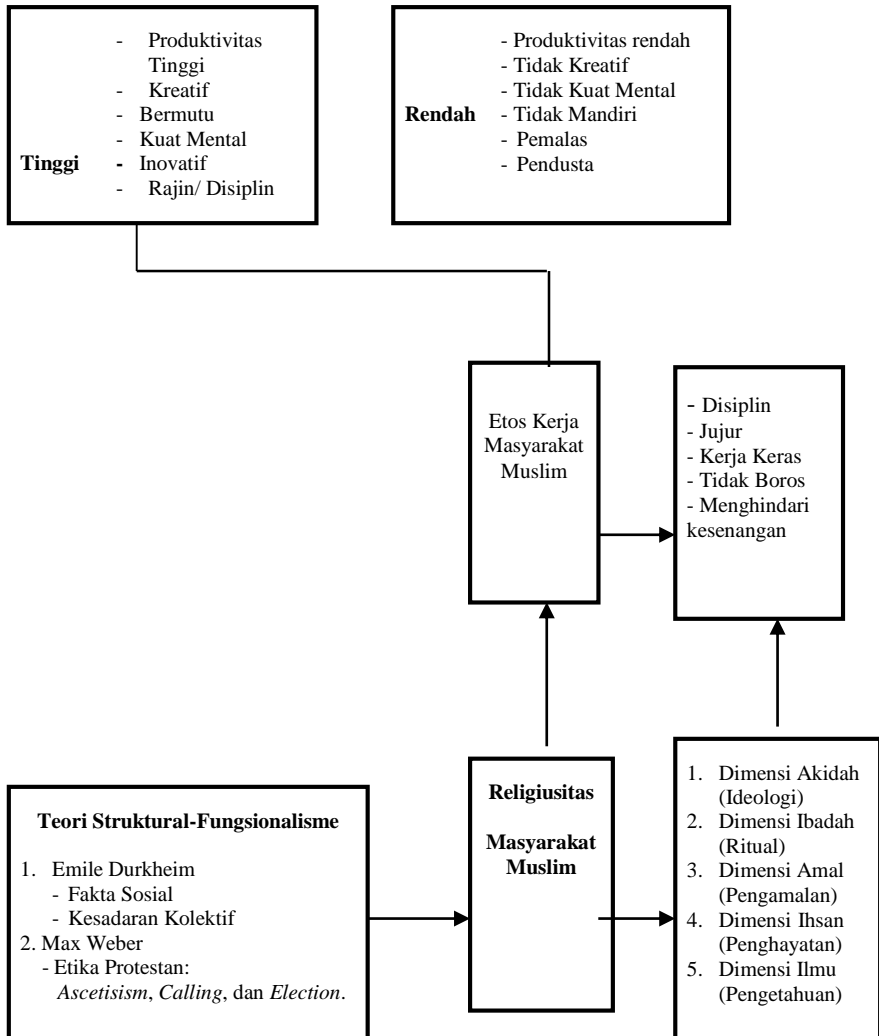 - Produktivitas
Tinggi
- Kreatif
- Bermutu
- Kuat Mental
Tinggi - Inovatif
- Rajin/ Disiplin
- Produktivitas rendah
- Tidak Kreatif
- Tidak Kuat Mental
Rendah - Tidak Mandiri
- Pemalas
- Pendusta
Etos Kerja
Masyarakat
Muslim
- Disiplin
- Jujur
- Kerja Keras
- Tidak Boros
- Menghindari
kesenangan
Teori Struktural-Fungsionalisme
1. Emile Durkheim
- Fakta Sosial
- Kesadaran Kolektif
2. Max Weber
- Etika Protestan:
Ascetisism, Calling, dan Election.
Religiusitas
Masyarakat
Muslim
1. Dimensi Akidah
(Ideologi)
2. Dimensi Ibadah
(Ritual)
3. Dimensi Amal
(Pengamalan)
4. Dimensi Ihsan
(Penghayatan)
5. Dimensi Ilmu
(Pengetahuan)